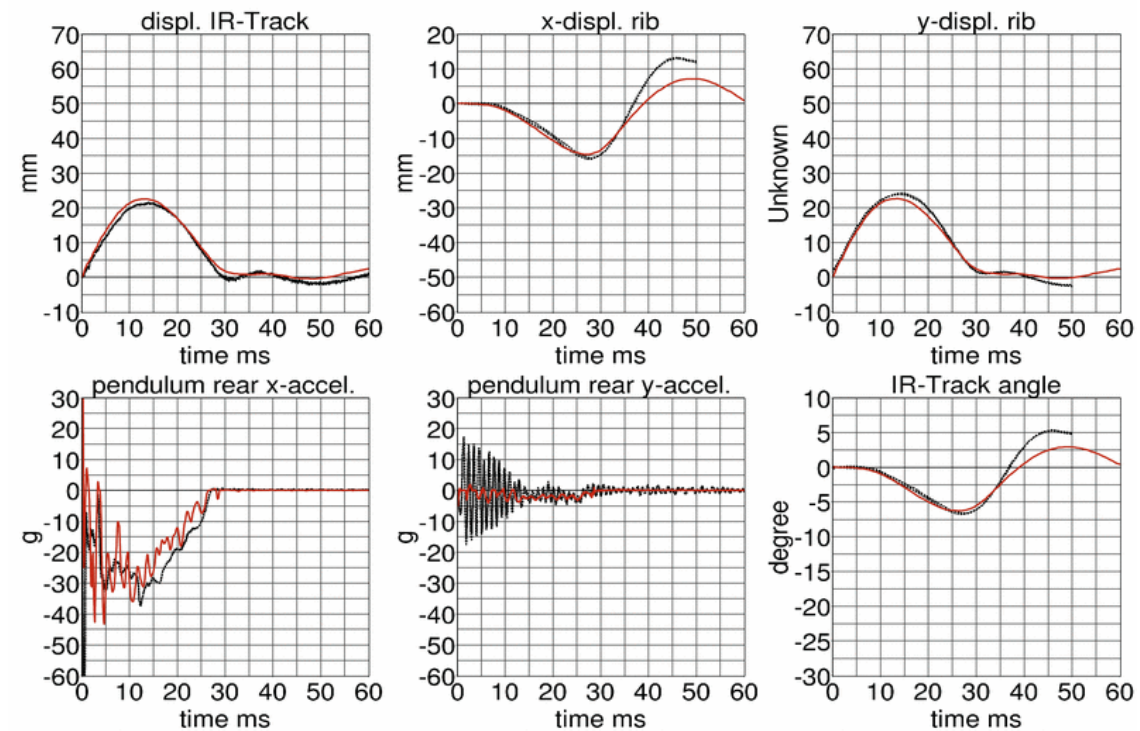 displ. IR-Track
x-displ. rib
y-displ. rib
70
60
50
40
30
20
10
0
-10
mm
0 10 20 30 40 50 60
time ms
20
10
0
-10
-20
-30
-40
-50
-60
mm
0 10 20 30 40 50 60
time ms
70
60
50
40
30
20
10
0
-10
Unknown
0 10 20 30 40 50 60
time ms
pendulum rear x-accel.
pendulum rear y-accel.
IR-Track angle
30
20
10
0
-10
-20
-30
-40
-50
-60
g
0 10 20 30 40 50 60
time ms
30
20
10
0
-10
-20
-30
-40
-50
-60
g
0 10 20 30 40 50 60
time ms
10
5
0
-5
-10
-15
-20
-25
-30
degree
0 10 20 30 40 50 60
time ms